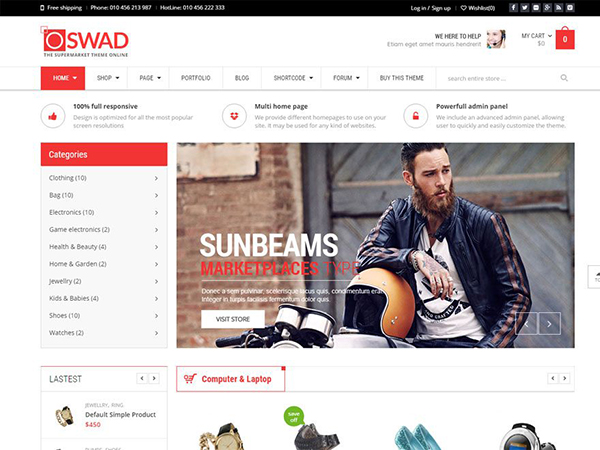 Free shipping Phone: 010 456 213 987 HotLine: 010 456 222 333 Log in / Sign up Wishlist(0)
OSWAD
THE SUPERMARKET THEME ONLINE
WE'RE HERE TO HELP
Etiam eget amet mauris hendrerit
MY CART
$0
0
HOME SHOP PAGE PORTFOLIO BLOG SHORTCODE FORUM BUY THIS THEME search entire store ...
100% full responsive
Design is optimized for all the most popular
screen resolutions
Multi home page
We provide different homepages to use on your
site. It may be used for any kind of websites.
Powerfull admin panel
We include an advanced admin panel, allowing
user to quickly and easily customize the theme.
Categories
Clothing (10)
Bag (10)
Electronics (10)
Game electronics (2)
Health & Beauty (4)
Home & Garden (2)
Jewellry (2)
Kids & Babies (4)
Shoes (10)
Watches (2)
SUNBEAMS
MARKETPLACES TYPE
Donec a sem pulvinar, scelerisque lacus quis, condimentum erat.
Integer in turpis facilisis fermentum dolor quis.
VISIT STORE
LASTEST
JEWELLRY, RING
Default Simple Product
$450
Computer & Laptop
Save
off